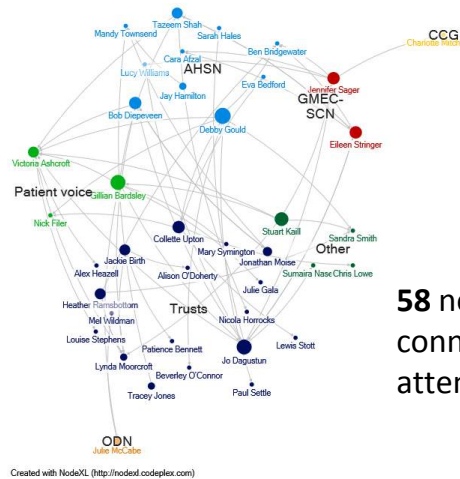 Tazeem Shah
Mandy Townsend
Sarah Hales
CCG
Charlotte
Cara Afzal
Ben Bridgewater
Lucy Williams
AHSN
Jay Hamilton
Eva Bedford
Jennifer Sager
GMEC-
SCN
Bob Diepeveen
Debby Gould
Eileen Stringer
Victoria Ashcroft
Patient voice
Gillian Bardsley
Nick Filer
Stuart Kaill
Sandra Smith
Collette Upton
Mary Symington
Other
Jackie Birth
Jonathan Moise
Alex Heazell
Alison O'Doherty
Sumaira Nase
Chris Lowe
Julie Gala
Heather Ramsbottom
Mel Wildman
Trusts
Nicola Horrocks
Louise Stephens
Patience Bennett
Lewis Stott
Lynda Moorcroft
Jo Dagustun
Beverley O'Connor
Tracey Jones
Paul Settle
58 n
conn
atten
ODN
Julie McCabe
Created with NodeXL (http://nodexl.codeplex.com)